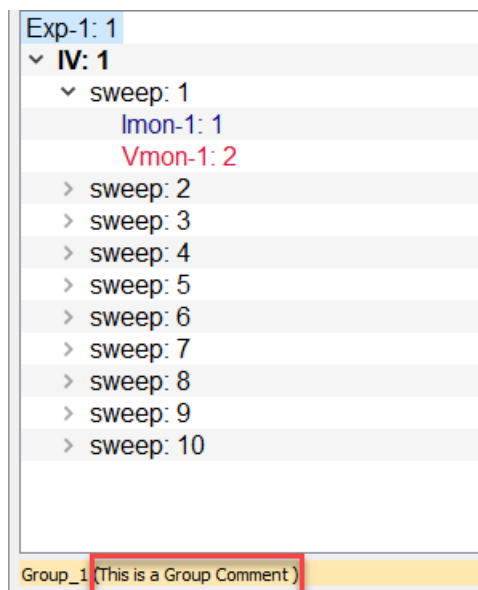 Exp-1: 1
IV: 1
sweep: 1
Imon-1: 1
Vmon-1: 2
sweep: 2
sweep: 3
sweep: 4
sweep: 5
sweep: 6
sweep: 7
sweep: 8
sweep: 9
sweep: 10
Group_1 (This is a Group Comment )